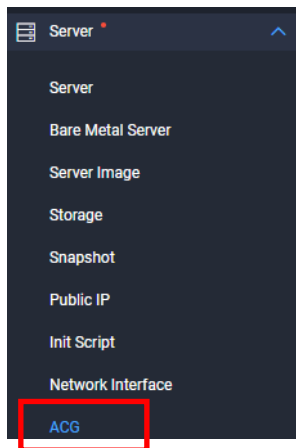 Server
Server
Bare Metal Server
Server Image
Storage
Snapshot
Public IP
Init Script
Network Interface
ACG